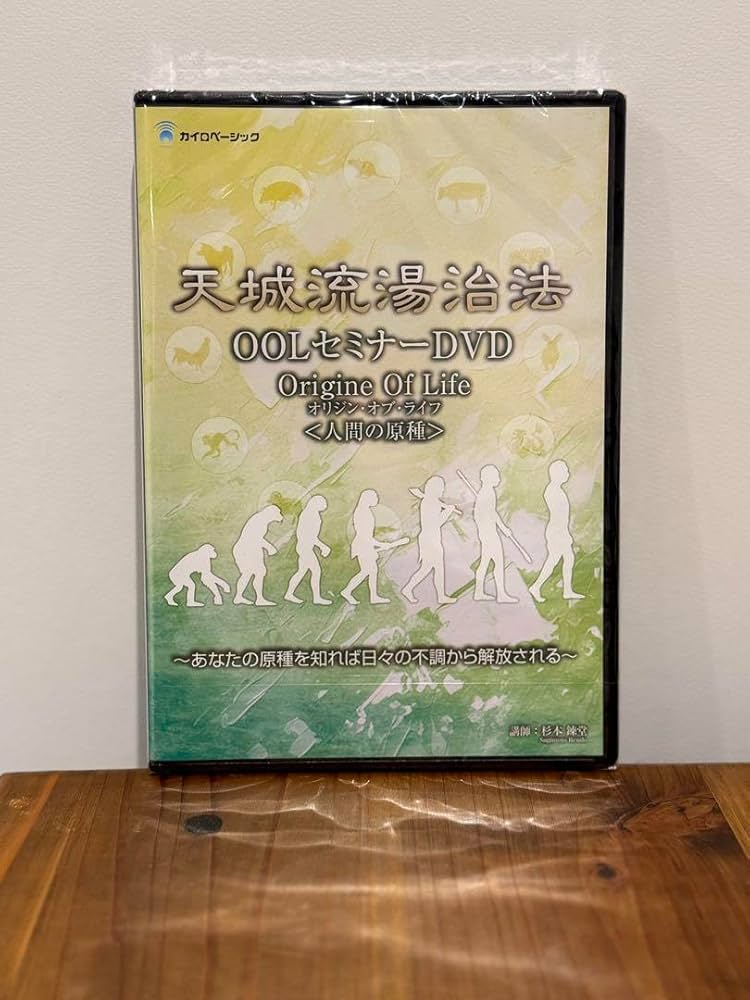 カイロベーシック
天城流湯治法
OOLセミナーDVD
Origine Of Life
オリジン・オブ・ライフ
＜人間の原種＞
～あなたの原種を知れば日々の不調から解放される～
講師：杉本 錬堂
Sugimoto Rendo